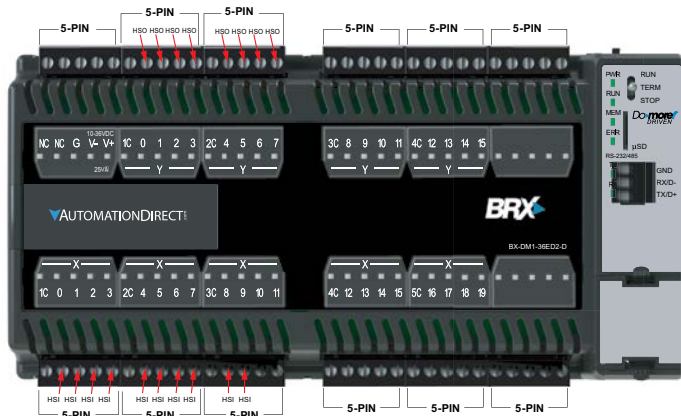 5-PIN 5-PIN 5-PIN 5-PIN 5-PIN 5-PIN
HSO HSO HSO HSO HSO HSO HSO HSO
PWR RUN
TERM
RUN STOP
MEM Do-more!
DRIVEN
ERR
µSD
RS-232/485
GND
RX/D-
TX/D+
10-36VDC
NC NC G V- V+ 1C 0 1 2 3 2C 4 5 6 7 3C 8 9 10 11 4C 12 13 14 15
Y Y Y Y
AUTOMATIONDIRECT BRX
BX-DM1-36ED2-D
X X X X X
1C 0 1 2 3 2C 4 5 6 7 3C 8 9 10 11 4C 12 13 14 15 5C 16 17 18 19
HSI HSI HSI HSI HSI HSI HSI HSI HSI HSI
5-PIN 5-PIN 5-PIN 5-PIN 5-PIN 5-PIN